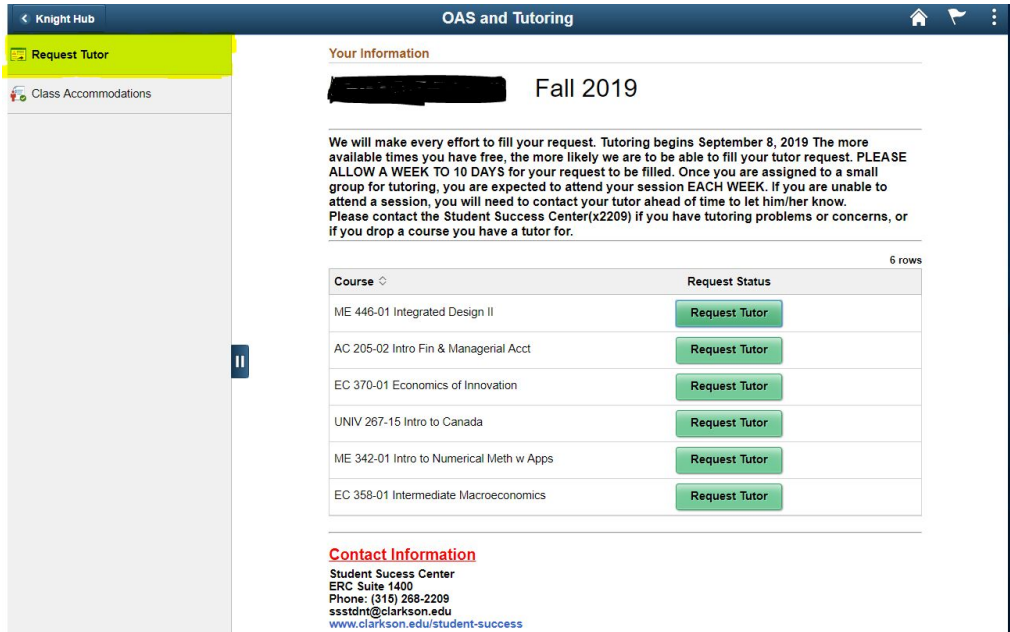 Knight Hub
OAS and Tutoring
Request Tutor
Class Accommodations
Your Information
Fall 2019
We will make every effort to fill your request. Tutoring begins September 8, 2019 The more
available times you have free, the more likely we are to be able to fill your tutor request. PLEASE
ALLOW A WEEK TO 10 DAYS for your request to be filled. Once you are assigned to a small
group for tutoring, you are expected to attend your session EACH WEEK. If you are unable to
attend a session, you will need to contact your tutor ahead of time to let him/her know.
Please contact the Student Success Center(x2209) if you have tutoring problems or concerns, or
if you drop a course you have a tutor for.
6 rows
Course Request Status
ME 446-01 Integrated Design II Request Tutor
AC 205-02 Intro Fin & Managerial Acct Request Tutor
EC 370-01 Economics of Innovation Request Tutor
UNIV 267-15 Intro to Canada Request Tutor
ME 342-01 Intro to Numerical Meth w Apps Request Tutor
EC 358-01 Intermediate Macroeconomics Request Tutor
Contact Information
Student Sucess Center
ERC Suite 1400
Phone: (315) 268-2209
ssstdnt@clarkson.edu
www.clarkson.edu/student-success